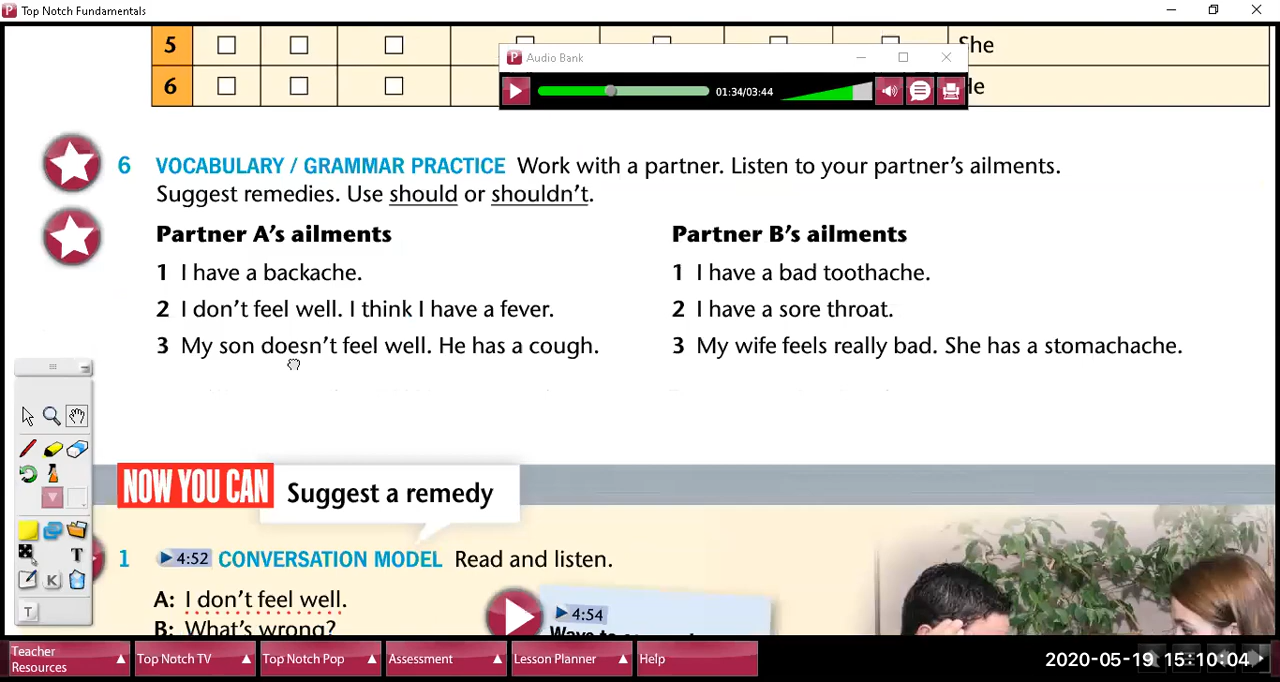 Top Notch Fundamentals
5 She
Audio Bank
6 He
01:34/03:44
6 VOCABULARY / GRAMMAR PRACTICE Work with a partner. Listen to your partner's ailments.
Suggest remedies. Use should or shouldn't.
Partner A's ailments
1 I have a backache.
2 I don't feel well. I think I have a fever.
3 My son doesn't feel well. He has a cough.
Partner B's ailments
1 I have a bad toothache.
2 I have a sore throat.
3 My wife feels really bad. She has a stomachache.
NOW YOU CAN Suggest a remedy
1 4:52 CONVERSATION MODEL Read and listen.
A: I don't feel well.
B: What's wrong?
4:54
T
K
T
Teacher Resources
Top Notch TV
Top Notch Pop
Assessment
Lesson Planner
Help
2020-05-19 15:10:04